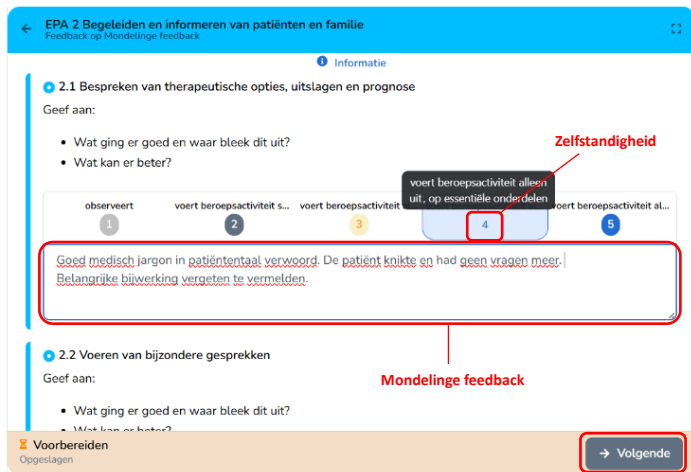 EPA 2 Begeleiden en informeren van patiënten en familie
Feedback op Mondelinge feedback
Informatie
2.1 Bespreken van therapeutische opties, uitslagen en prognose
Geef aan:
• Wat ging er goed en waar bleek dit uit?
• Wat kan er beter?
Zelfstandigheid
voert beroepsactiviteit alleen
uit, op essentiële onderdelen
observeert
voert beroepsactiviteit s...
voert beroepsactiviteit
voert beroepsactiviteit al...
1
2
3
4
5
Goed medisch jargon in patiëntentaal verwoord. De patiënt knikte en had geen vragen meer.
Belangrijke bijwerking vergeten te vermelden.
2.2 Voeren van bijzondere gesprekken
Geef aan:
Mondelinge feedback
• Wat ging er goed en waar bleek dit uit?
• Wat kan er beter?
Voorbereiden
Opgeslagen
Volgende